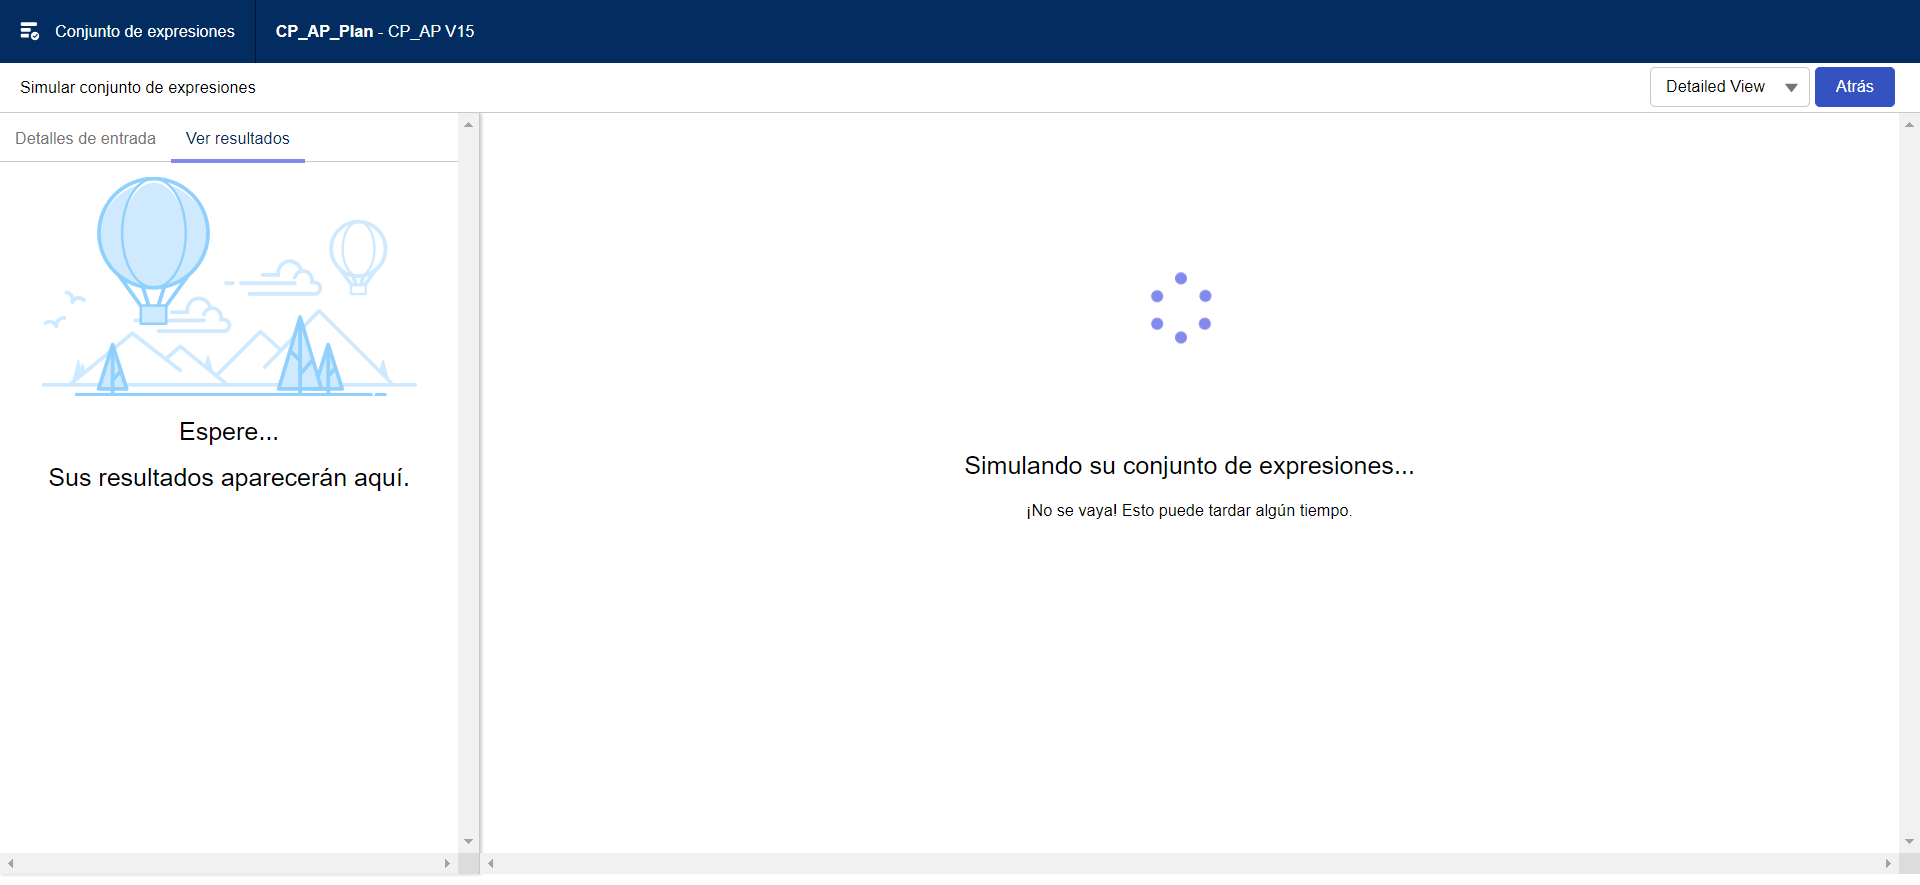 Conjunto de expresiones
CP_AP_Plan - CP_AP V15
Simular conjunto de expresiones
Detailed View
Atrás
Detalles de entrada
Ver resultados
Espere...
Sus resultados aparecerán aquí.
Simulando su conjunto de expresiones...
¡No se vaya! Esto puede tardar algún tiempo.